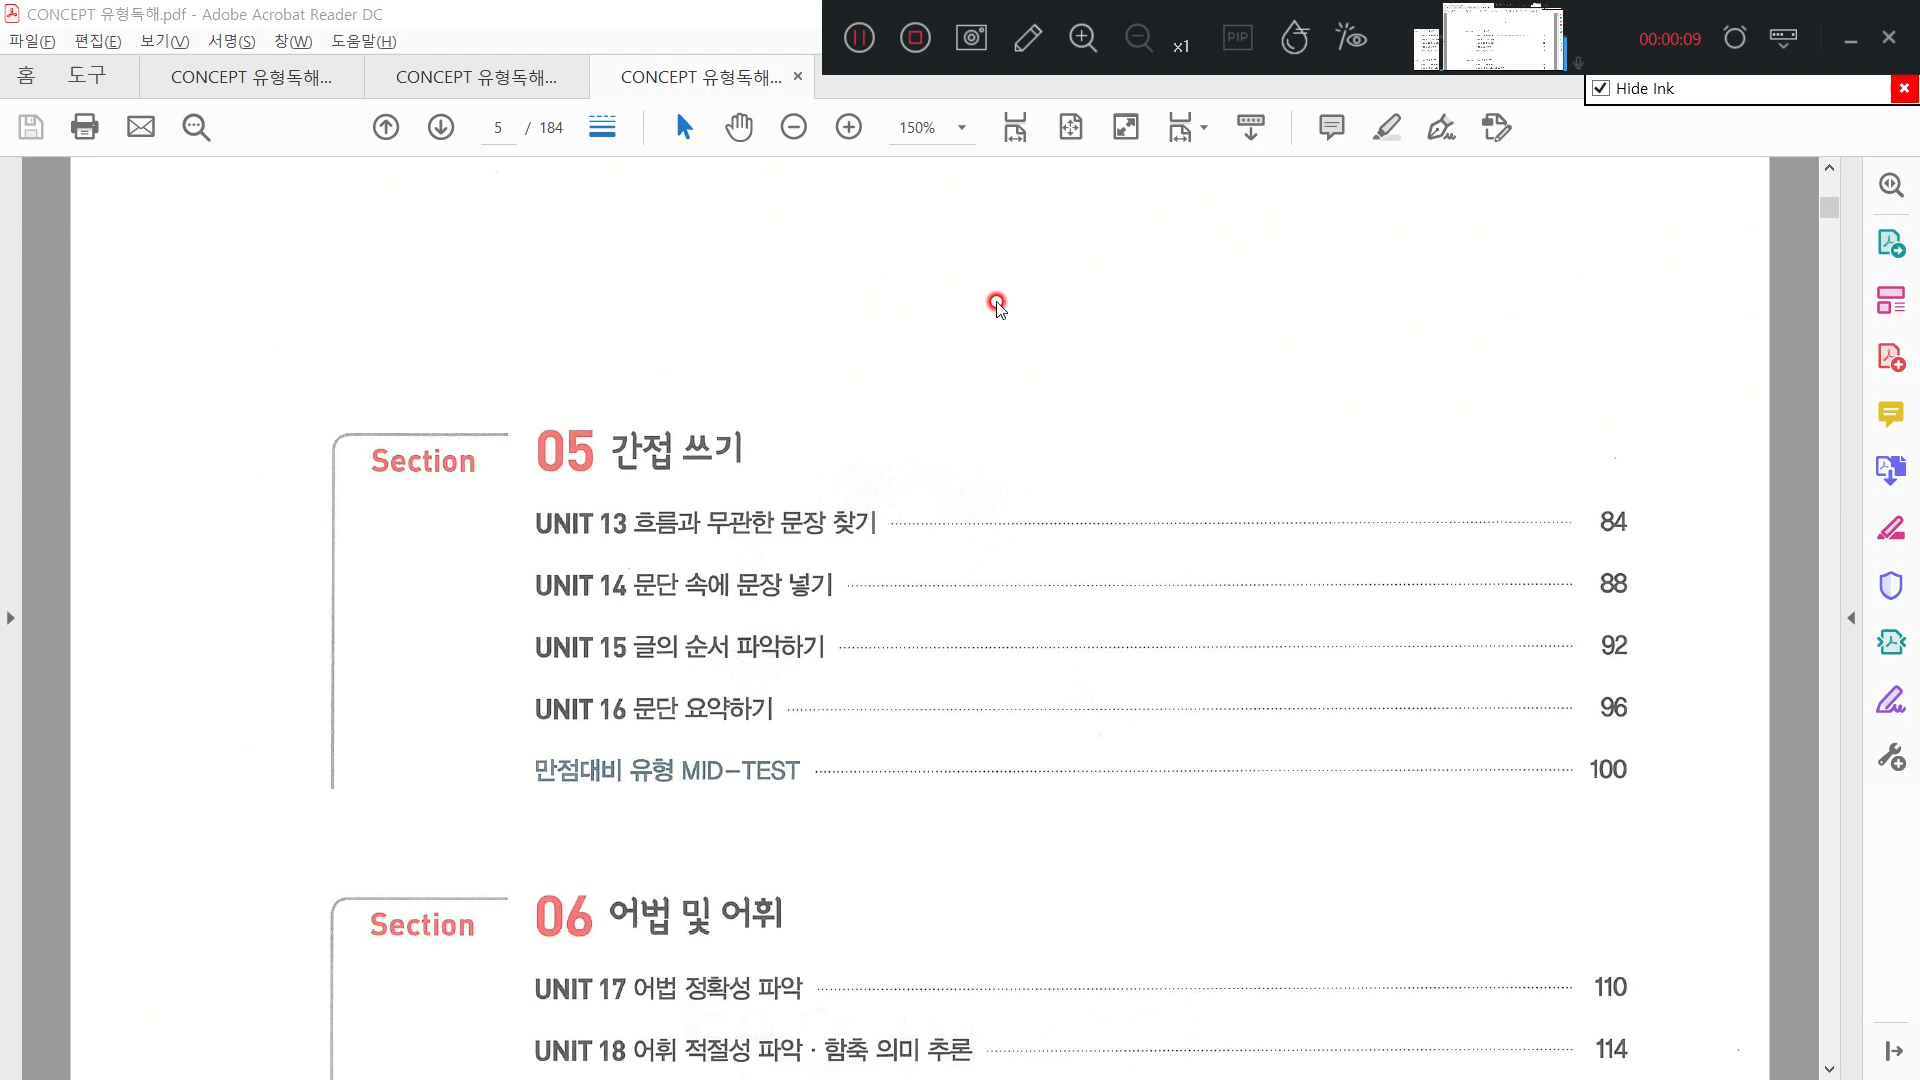 CONCEPT 유형독해.pdf - Adobe Acrobat Reader DC
파일(F) 편집(E) 보기(V) 서명(S) 창(W) 도움말(H)
x1
PIP
00:00:09
홈 도구 CONCEPT 유형독해... CONCEPT 유형독해... CONCEPT 유형독해...
Hide Ink
5 / 184
150%
Section 05 간접 쓰기
UNIT 13 흐름과 무관한 문장 찾기 84
UNIT 14 문단 속에 문장 넣기 88
UNIT 15 글의 순서 파악하기 92
UNIT 16 문단 요약하기 96
만점대비 유형 MID-TEST 100
Section 06 어법 및 어휘
UNIT 17 어법 정확성 파악 110
UNIT 18 어휘 적절성 파악 · 함축 의미 추론 114